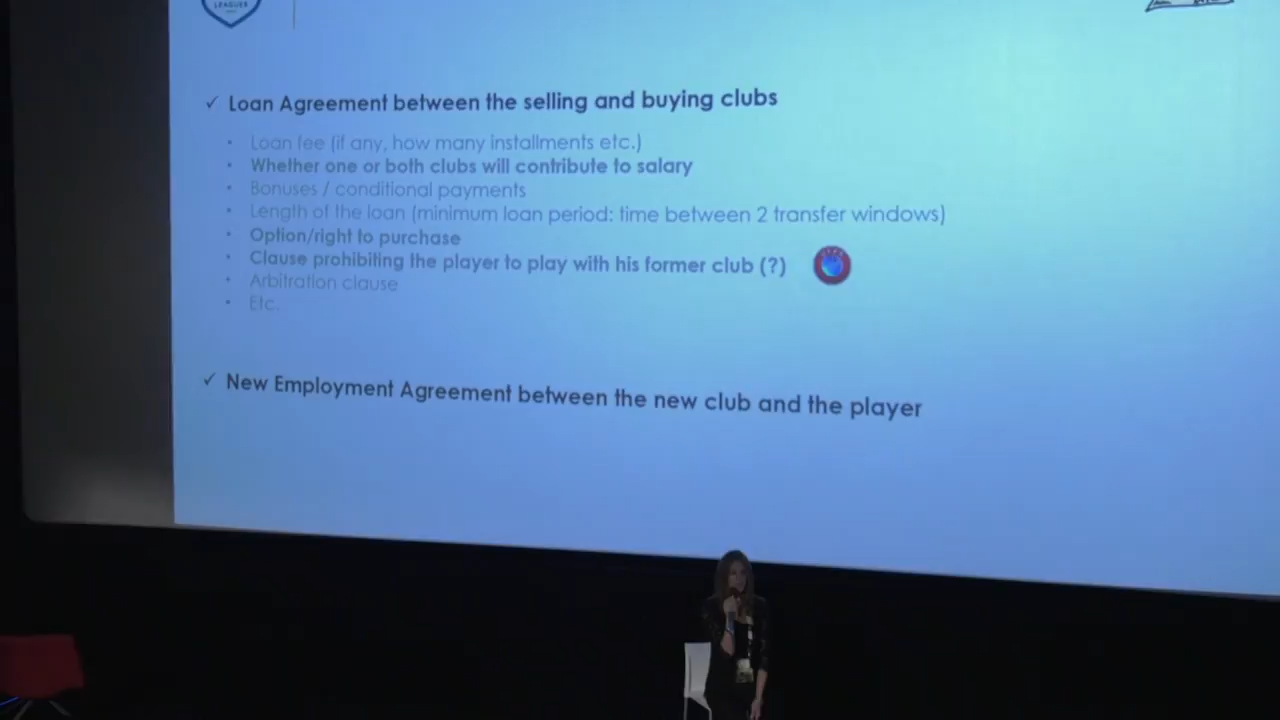 LEAGUES
✓ Loan Agreement between the selling and buying clubs
• Loan fee (if any, how many installments etc.)
• Whether one or both clubs will contribute to salary
• Bonuses / conditional payments
• Length of the loan (minimum loan period: time between 2 transfer windows)
• Option/right to purchase
• Clause prohibiting the player to play with his former club (?)
• Arbitration clause
• Etc.
✓ New Employment Agreement between the new club and the player